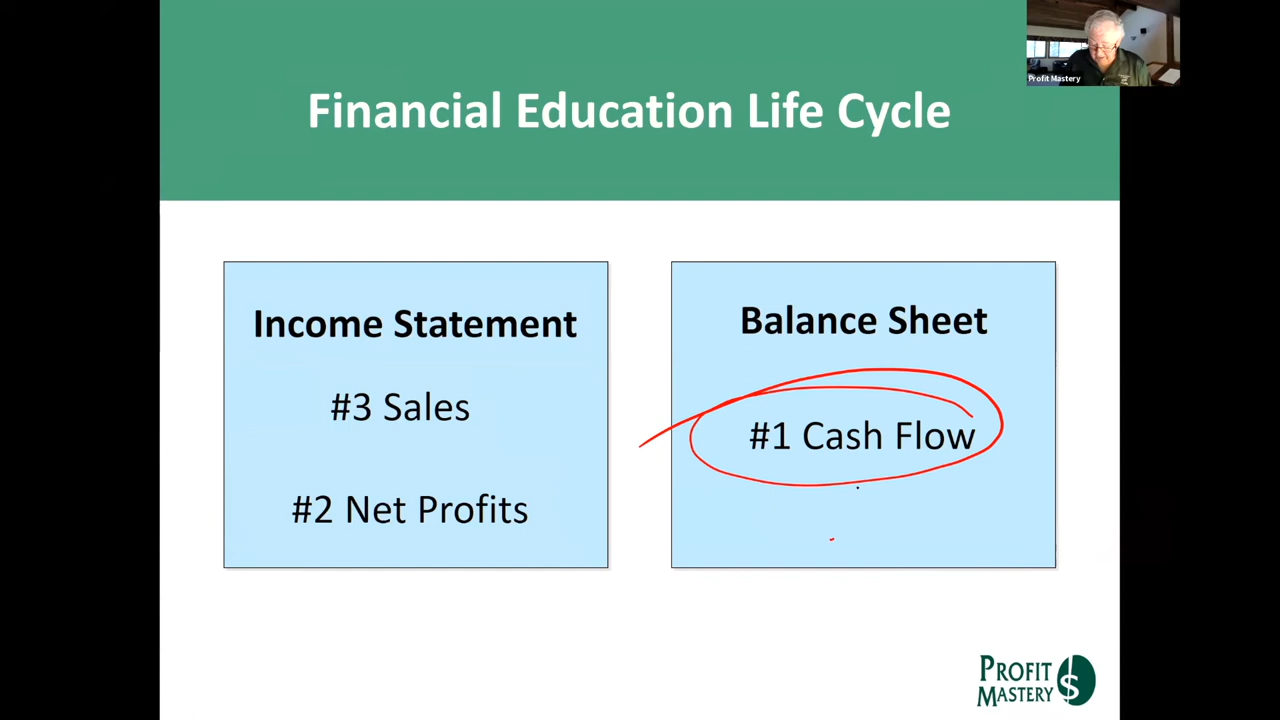 Profit Mastery
Financial Education Life Cycle
Income Statement
#3 Sales
#2 Net Profits
Balance Sheet
#1 Cash Flow
PROFIT
MASTERY
$